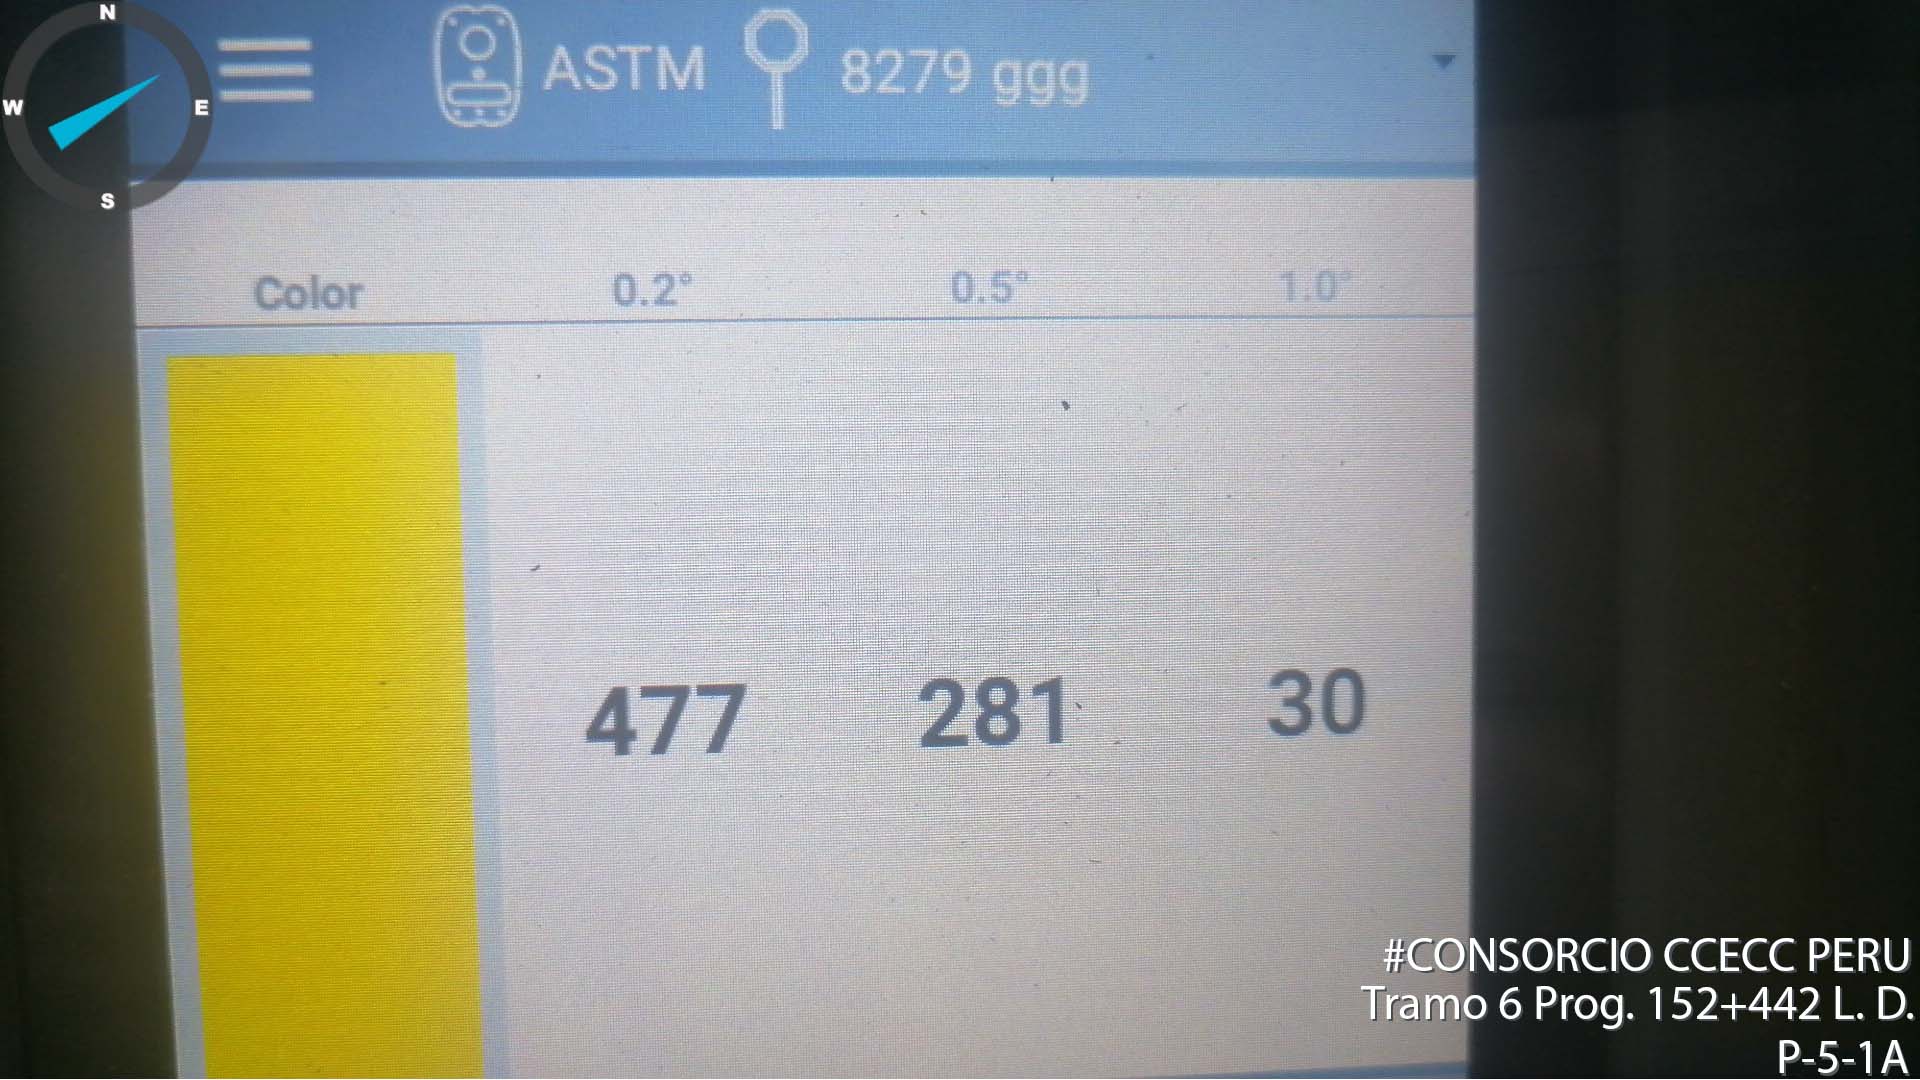 N
W E
S
ASTM 8279 ggg
Color 0.2° 0.5° 1.0°
477 281 30
#CONSORCIO CCECC PERU
Tramo 6 Prog. 152+442 L. D.
P-5-1A